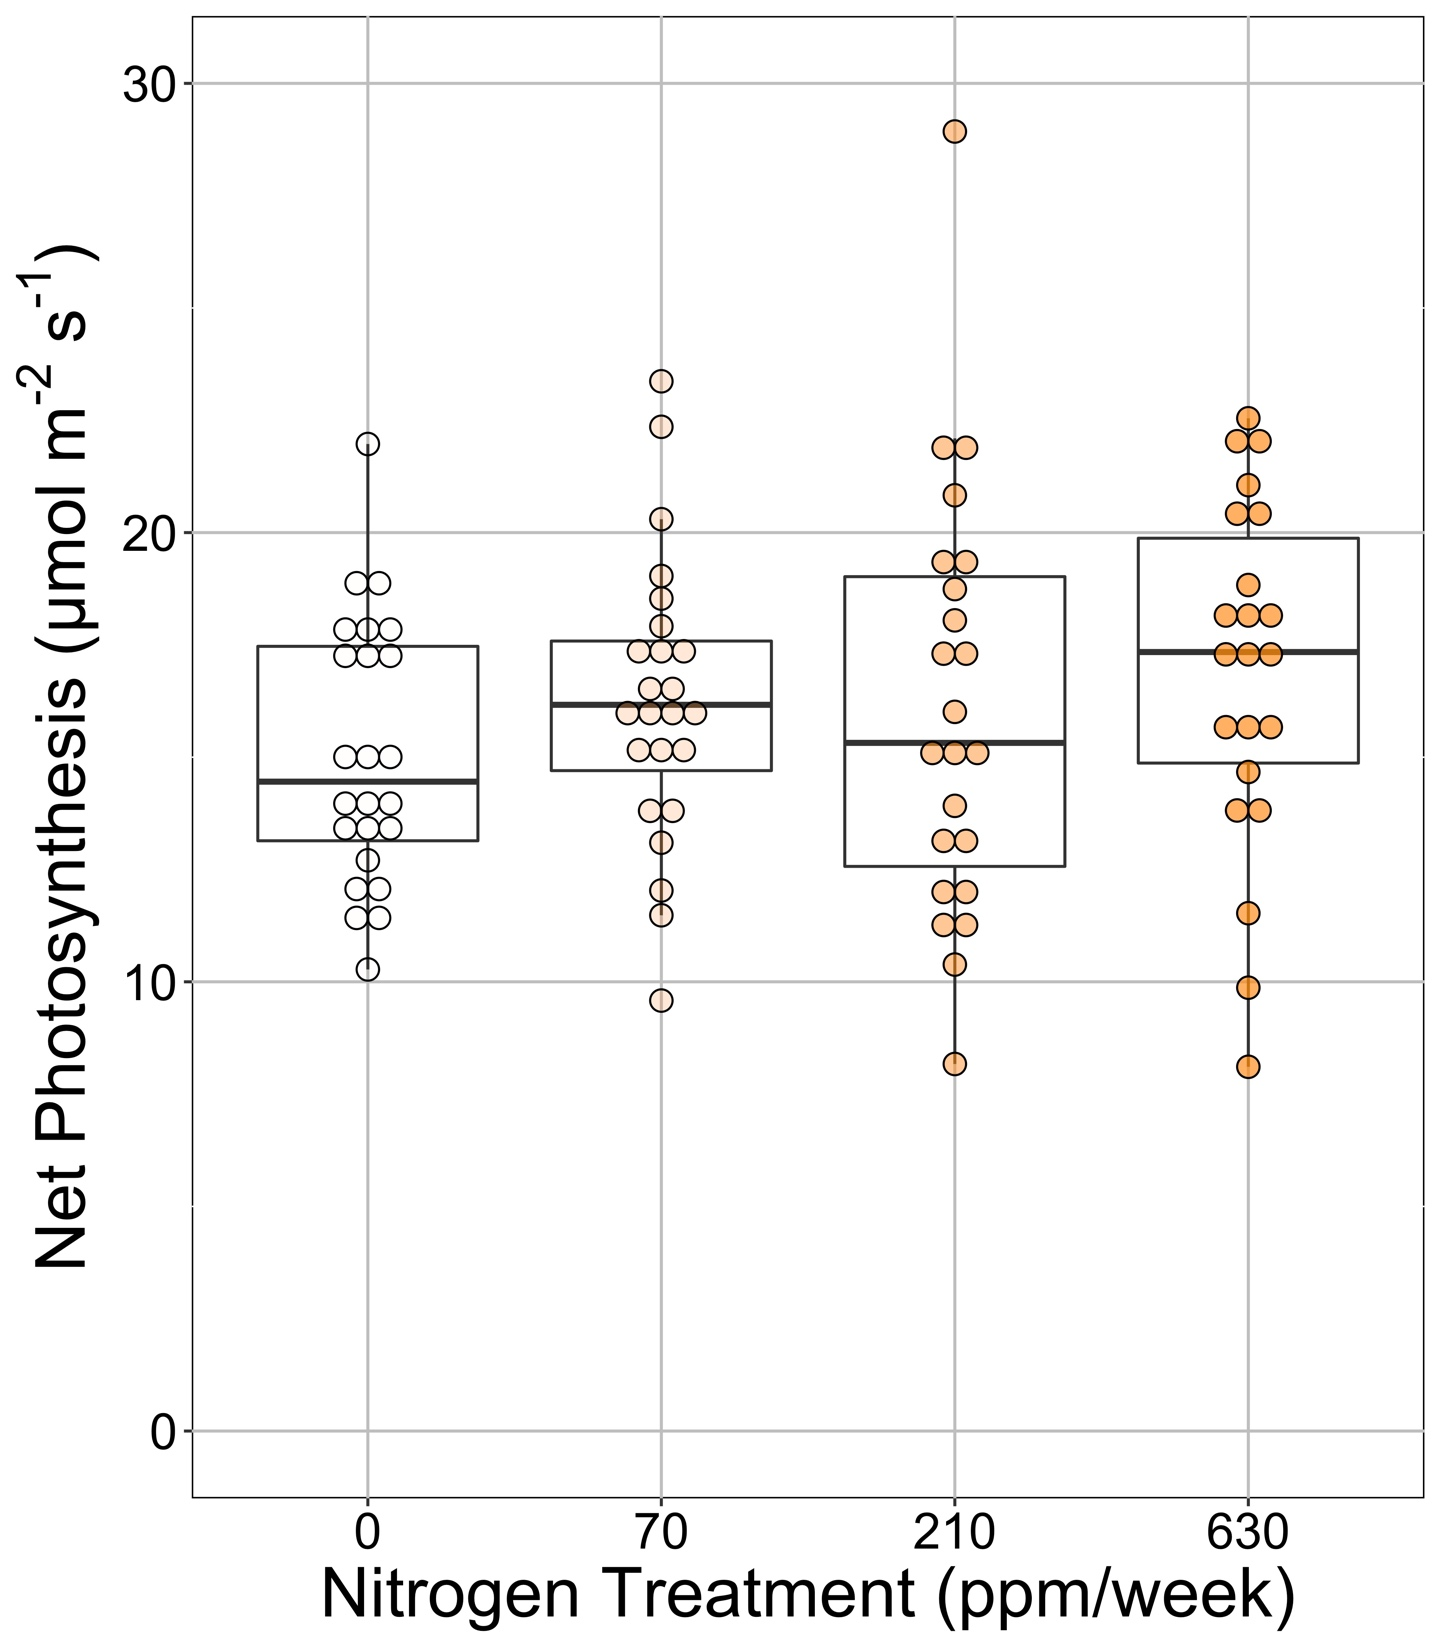 Net Photosynthesis (μmol m⁻² s⁻¹)
30
20
10
0
0 70 210 630
Nitrogen Treatment (ppm/week)